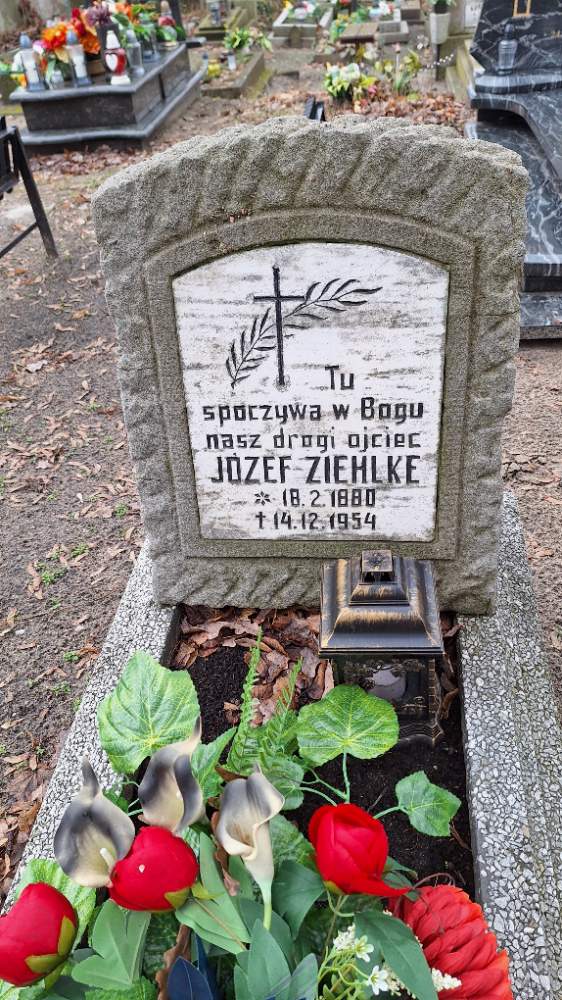 Tu
spoczywa w Bogu
nasz drogi ojciec
JÓZEF ZIEHLKE
* 18.2.1880
† 14.12.1954